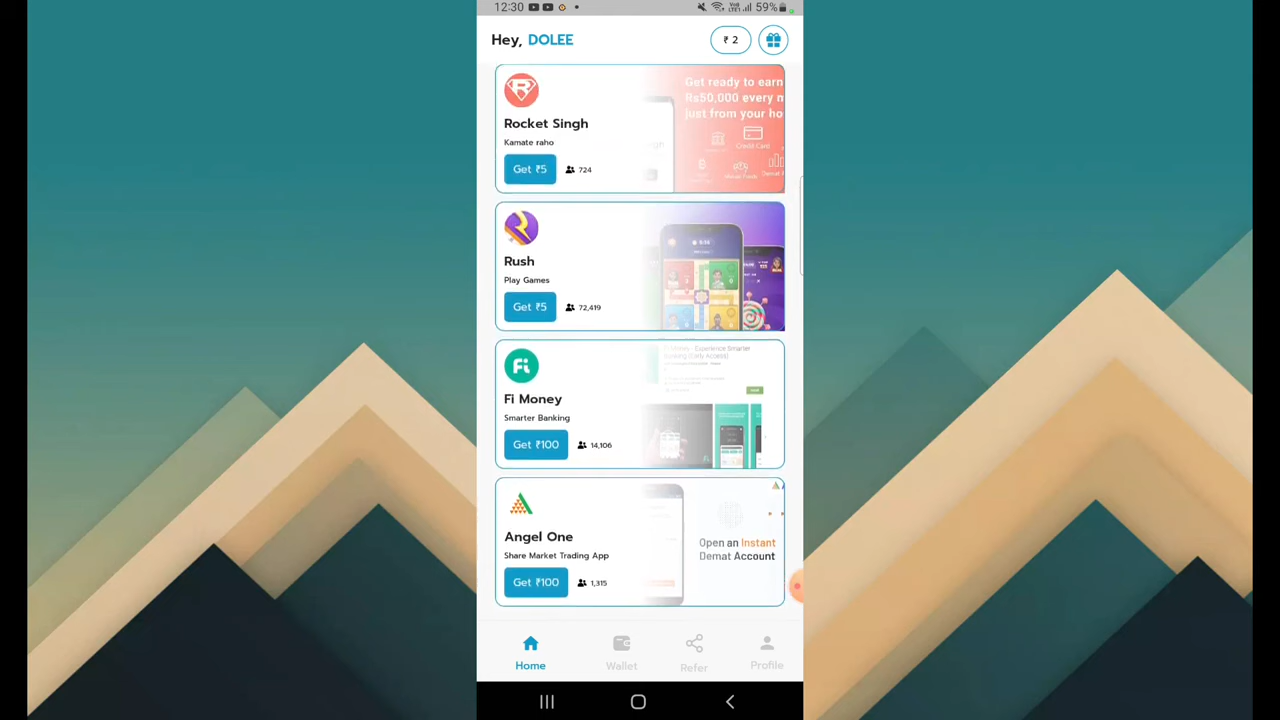 12:30
59%
Hey, DOLEE
₹ 2
Rocket Singh
Kamate raho
Get ₹5
724
Get ready to earn
Rs50,000 every m
just from your ho
Credit Card
Rush
Play Games
Get ₹5
72,419
Fi Money
Smarter Banking
Get ₹100
14,106
Angel One
Share Market Trading App
Get ₹100
1,315
Open an Instant
Demat Account
Home
Wallet
Refer
Profile